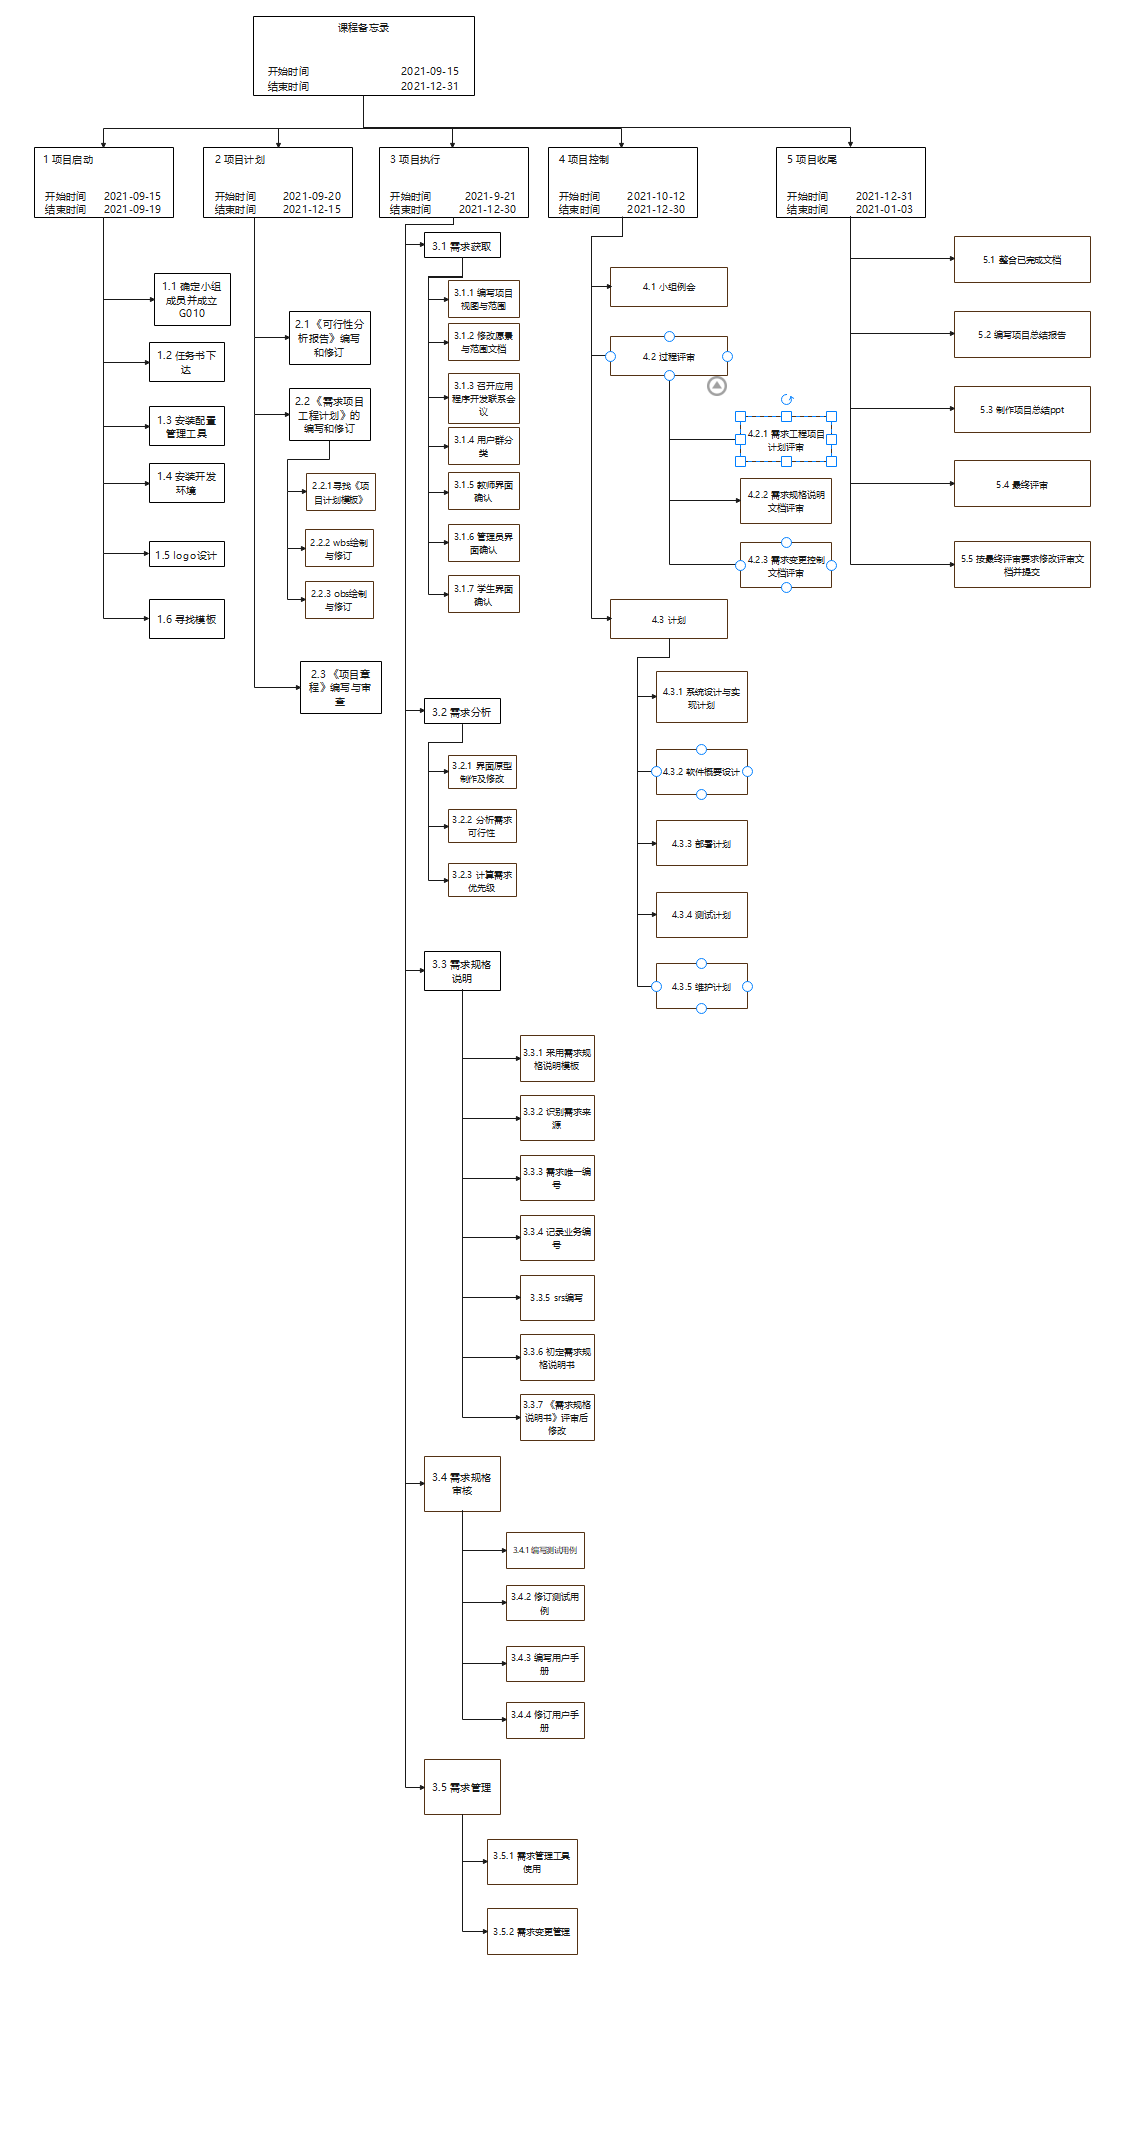 课程备忘录
开始时间 2021-09-15
结束时间 2021-12-31
1 项目启动
开始时间 2021-09-15
结束时间 2021-09-19
2 项目计划
开始时间 2021-09-20
结束时间 2021-12-15
3 项目执行
开始时间 2021-9-21
结束时间 2021-12-30
4 项目控制
开始时间 2021-10-12
结束时间 2021-12-30
5 项目收尾
开始时间 2021-12-31
结束时间 2021-01-03
1.1 确定小组
成员并成立
G010
1.2 任务书下
达
1.3 安装配置
管理工具
1.4 安装开发
环境
1.5 logo设计
1.6 寻找模板
2.1《可行性分
析报告》编写
和修订
2.2《需求项目
工程计划》的
编写和修订
2.2.1寻找《项
目计划模板》
2.2.2 wbs绘制
与修订
2.2.3 obs绘制
与修订
2.3 《项目章
程》编写与审
查
3.1 需求获取
3.1.1 编写项目
视图与范围
3.1.2 修改愿景
与范围文档
3.1.3 召开应用
程序开发联系会
议
3.1.4 用户群分
类
3.1.5 教师界面
确认
3.1.6 管理员界
面确认
3.1.7 学生界面
确认
3.2 需求分析
3.2.1 界面原型
制作及修改
3.2.2 分析需求
可行性
3.2.3 计算需求
优先级
3.3 需求规格
说明
3.3.1 采用需求规
格说明模板
3.3.2 识别需求来
源
3.3.3 需求唯一编
号
3.3.4 记录业务编
号
3.3.5 srs编写
3.3.6 初定需求规
格说明书
3.3.7 《需求规格
说明书》评审后
修改
3.4 需求规格
审核
3.4.1 编写测试用例
3.4.2 修订测试用
例
3.4.3 编写用户手
册
3.4.4 修订用户手
册
3.5 需求管理
3.5.1 需求管理工具
使用
3.5.2 需求变更管理
4.1 小组例会
4.2 过程评审
4.2.1 需求工程项目
计划评审
4.2.2 需求规格说明
文档评审
4.2.3 需求变更控制
文档评审
4.3 计划
4.3.1 系统设计与实
现计划
4.3.2 软件概要设计
4.3.3 部署计划
4.3.4 测试计划
4.3.5 维护计划
5.1 整合已完成文档
5.2 编写项目总结报告
5.3 制作项目总结ppt
5.4 最终评审
5.5 按最终评审要求修改评审文
档并提交